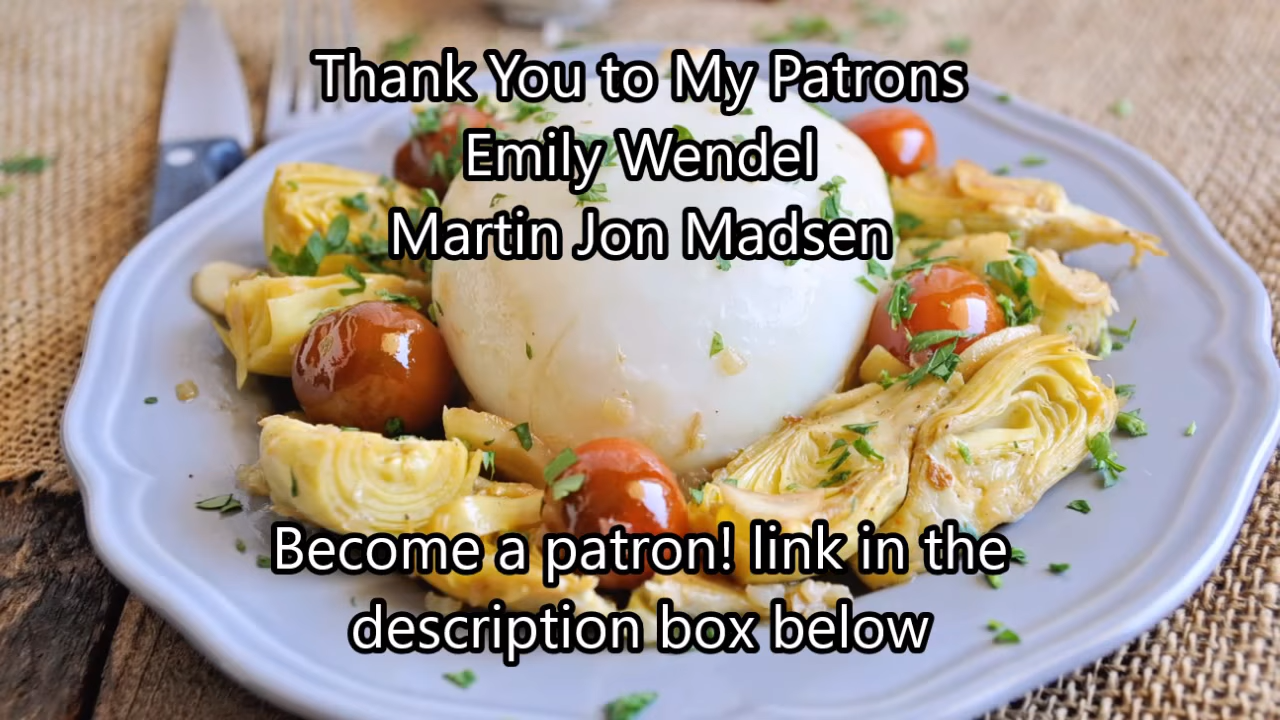 Thank You to My Patrons
Emily Wendel
Martin Jon Madsen
Become a patron! link in the
description box below